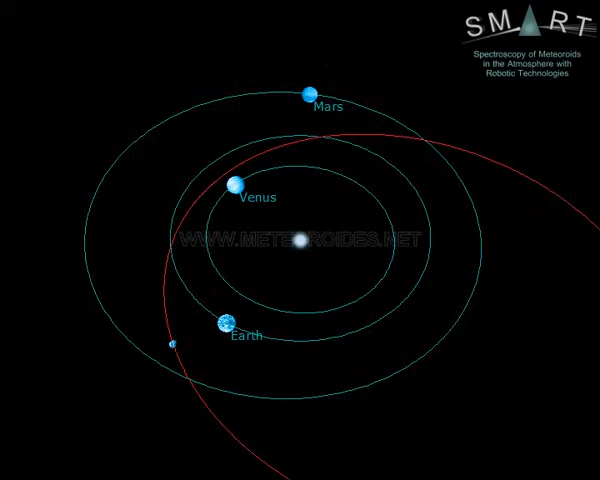 SMART
Spectroscopy of Meteoroids
in the Atmosphere with
Robotic Technologies
Mars
Venus
WWW.METEOROIDES.NET
Earth